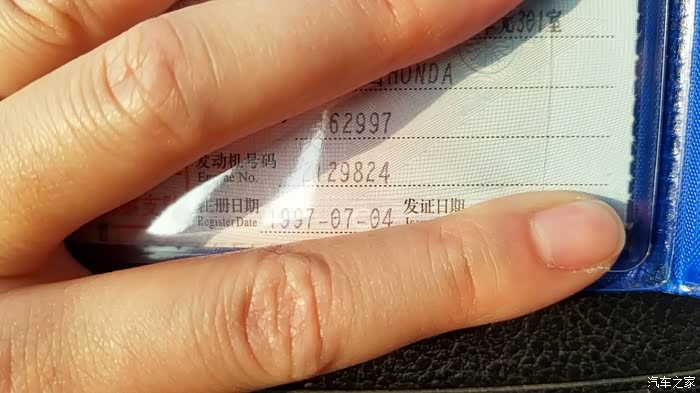 301室
HONDA
62997
发动机号码
Engine No.
129824
注册日期 1997-07-04 发证日期
Register Date
汽车之家